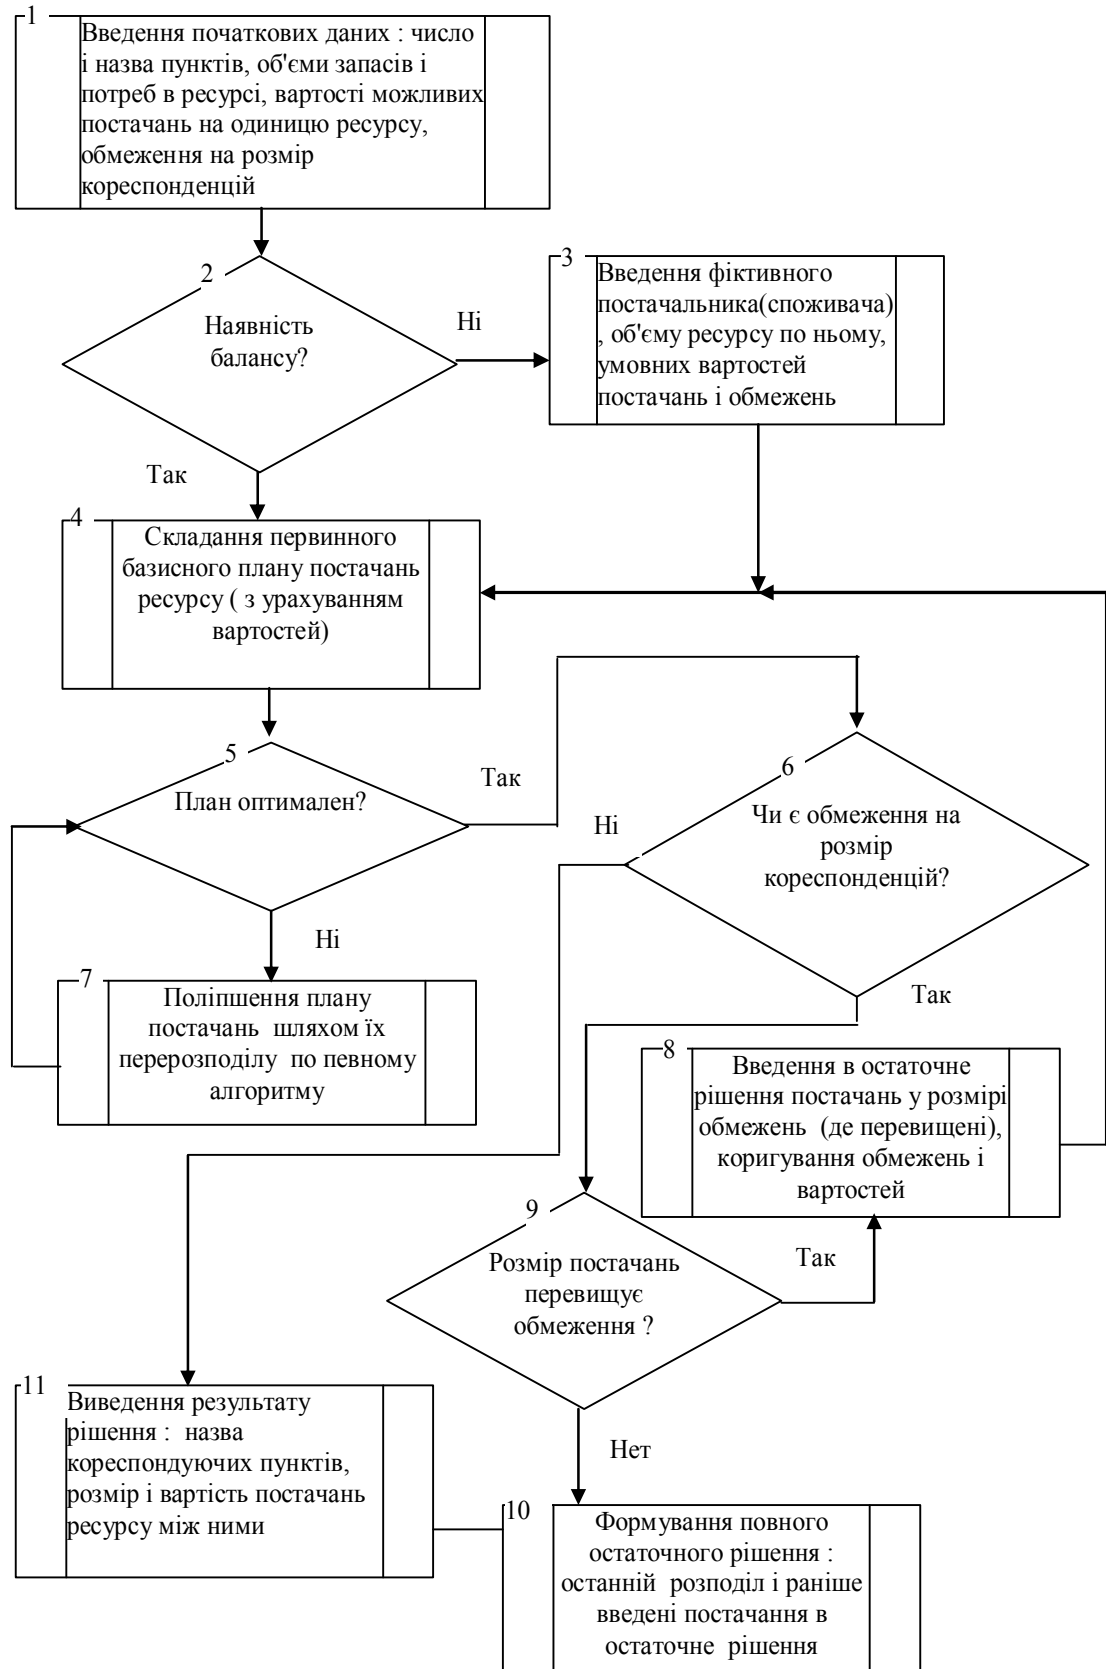 1
Введення початкових даних : число
і назва пунктів, об'єми запасів і
потреб в ресурсі, вартості можливих
постачань на одиницю ресурсу,
обмеження на розмір
кореспонденцій
2
Наявність
балансу?
Ні
3
Введення фіктивного
постачальника(споживача)
, об'єму ресурсу по ньому,
умовних вартостей
постачань і обмежень
Так
4
Складання первинного
базисного плану постачань
ресурсу ( з урахуванням
вартостей)
5
План оптимален?
Так
6
Чи є обмеження на
розмір
кореспонденцій?
Ні
Ні
Так
7
Поліпшення плану
постачань шляхом їх
перерозподілу по певному
алгоритму
8
Введення в остаточне
рішення постачань у розмірі
обмежень (де перевищені),
коригування обмежень і
вартостей
9
Розмір постачань
перевищує
обмеження ?
Так
Нет
11
Виведення результату
рішення : назва
кореспондуючих пунктів,
розмір і вартість постачань
ресурсу між ними
10
Формування повного
остаточного рішення :
останній розподіл і раніше
введені постачання в
остаточне рішення